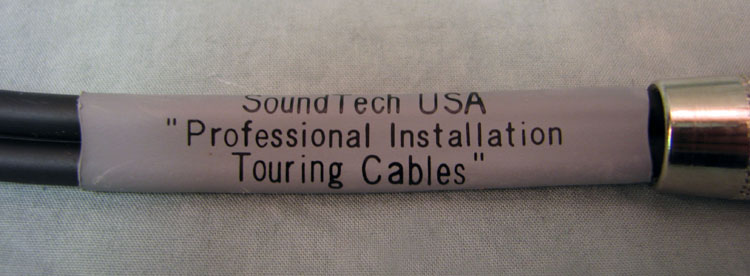 SoundTech USA
"Professional Installation
Touring Cables"